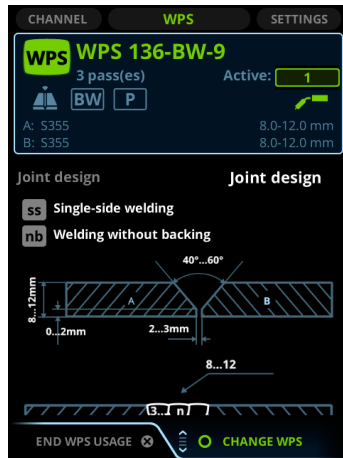 CHANNEL WPS SETTINGS
WPS WPS 136-BW-9
3 pass(es) Active: 1
BW P
A: S355 8.0-12.0 mm
B: S355 8.0-12.0 mm
Joint design Joint design
ss Single-side welding
nb Welding without backing
40°...60°
8...12mm A B
0...2mm 2...3mm
8...12
3... n
END WPS USAGE CHANGE WPS